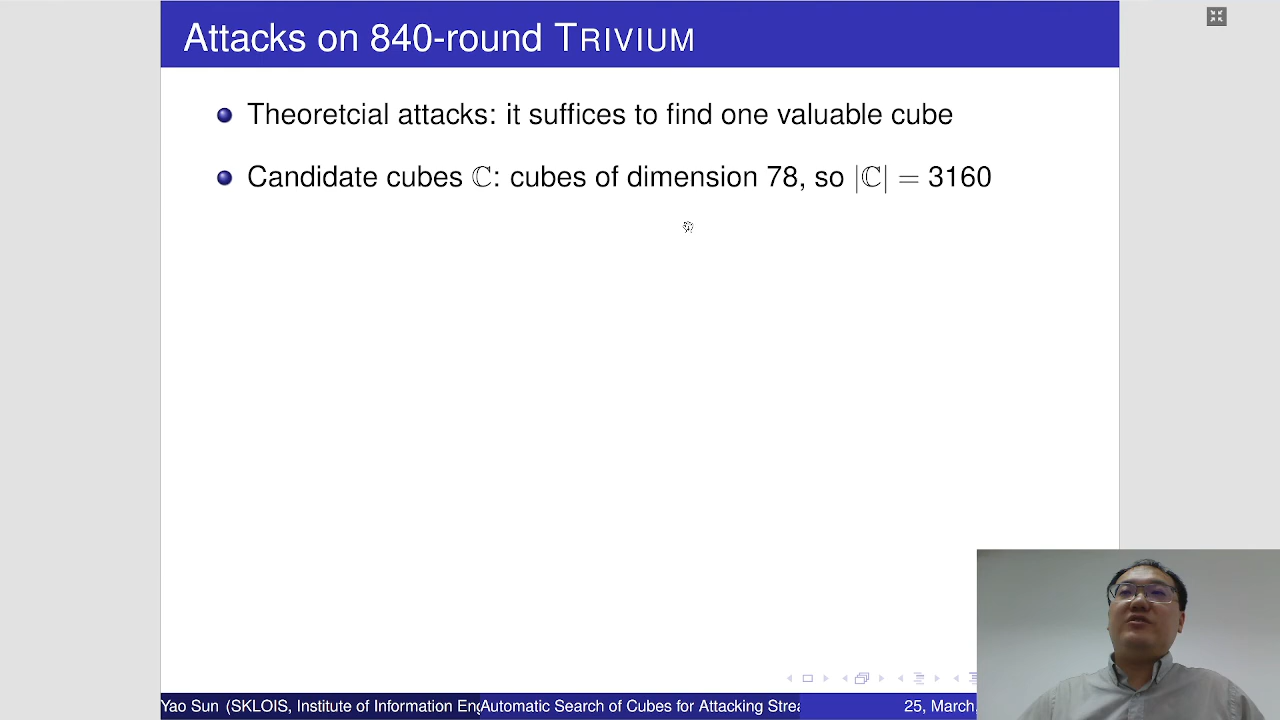 Attacks on 840-round TRIVIUM
Theoretcial attacks: it suffices to find one valuable cube
Candidate cubes ℂ: cubes of dimension 78, so |ℂ| = 3160
Yao Sun (SKLOIS, Institute of Information Eng
Automatic Search of Cubes for Attacking Strea
25, March